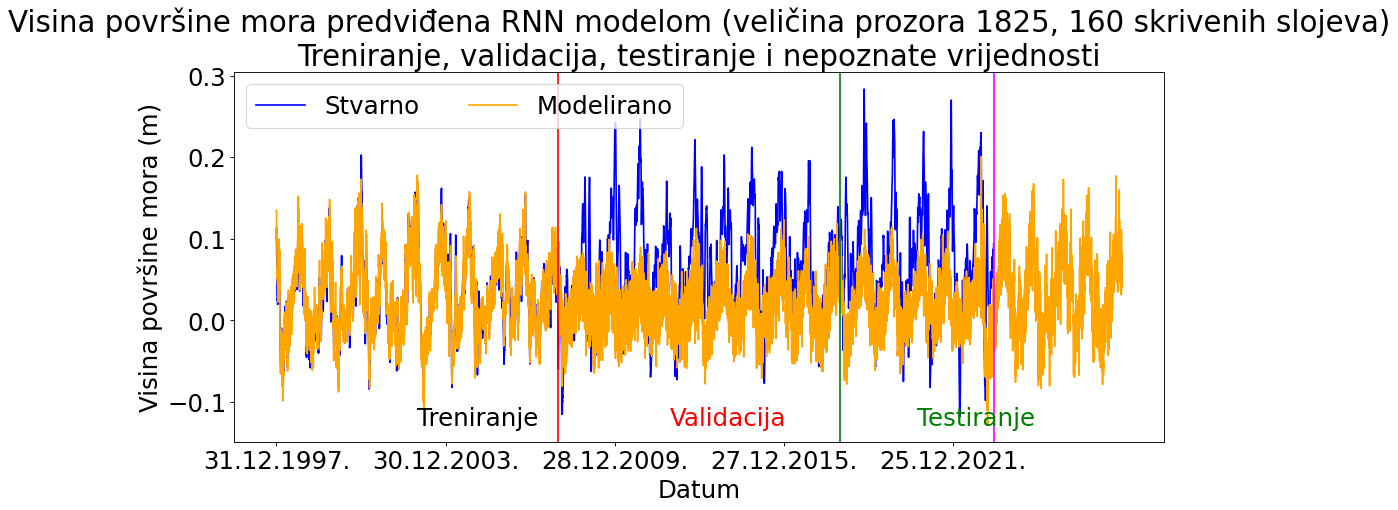 Visina površine mora predviđena RNN modelom (veličina prozora 1825, 160 skrivenih slojeva)
Treniranje, validacija, testiranje i nepoznate vrijednosti
Stvarno
Modelirano
Visina površine mora (m)
0.3
0.2
0.1
0.0
−0.1
Treniranje
Validacija
Testiranje
31.12.1997.
30.12.2003.
28.12.2009.
27.12.2015.
25.12.2021.
Datum